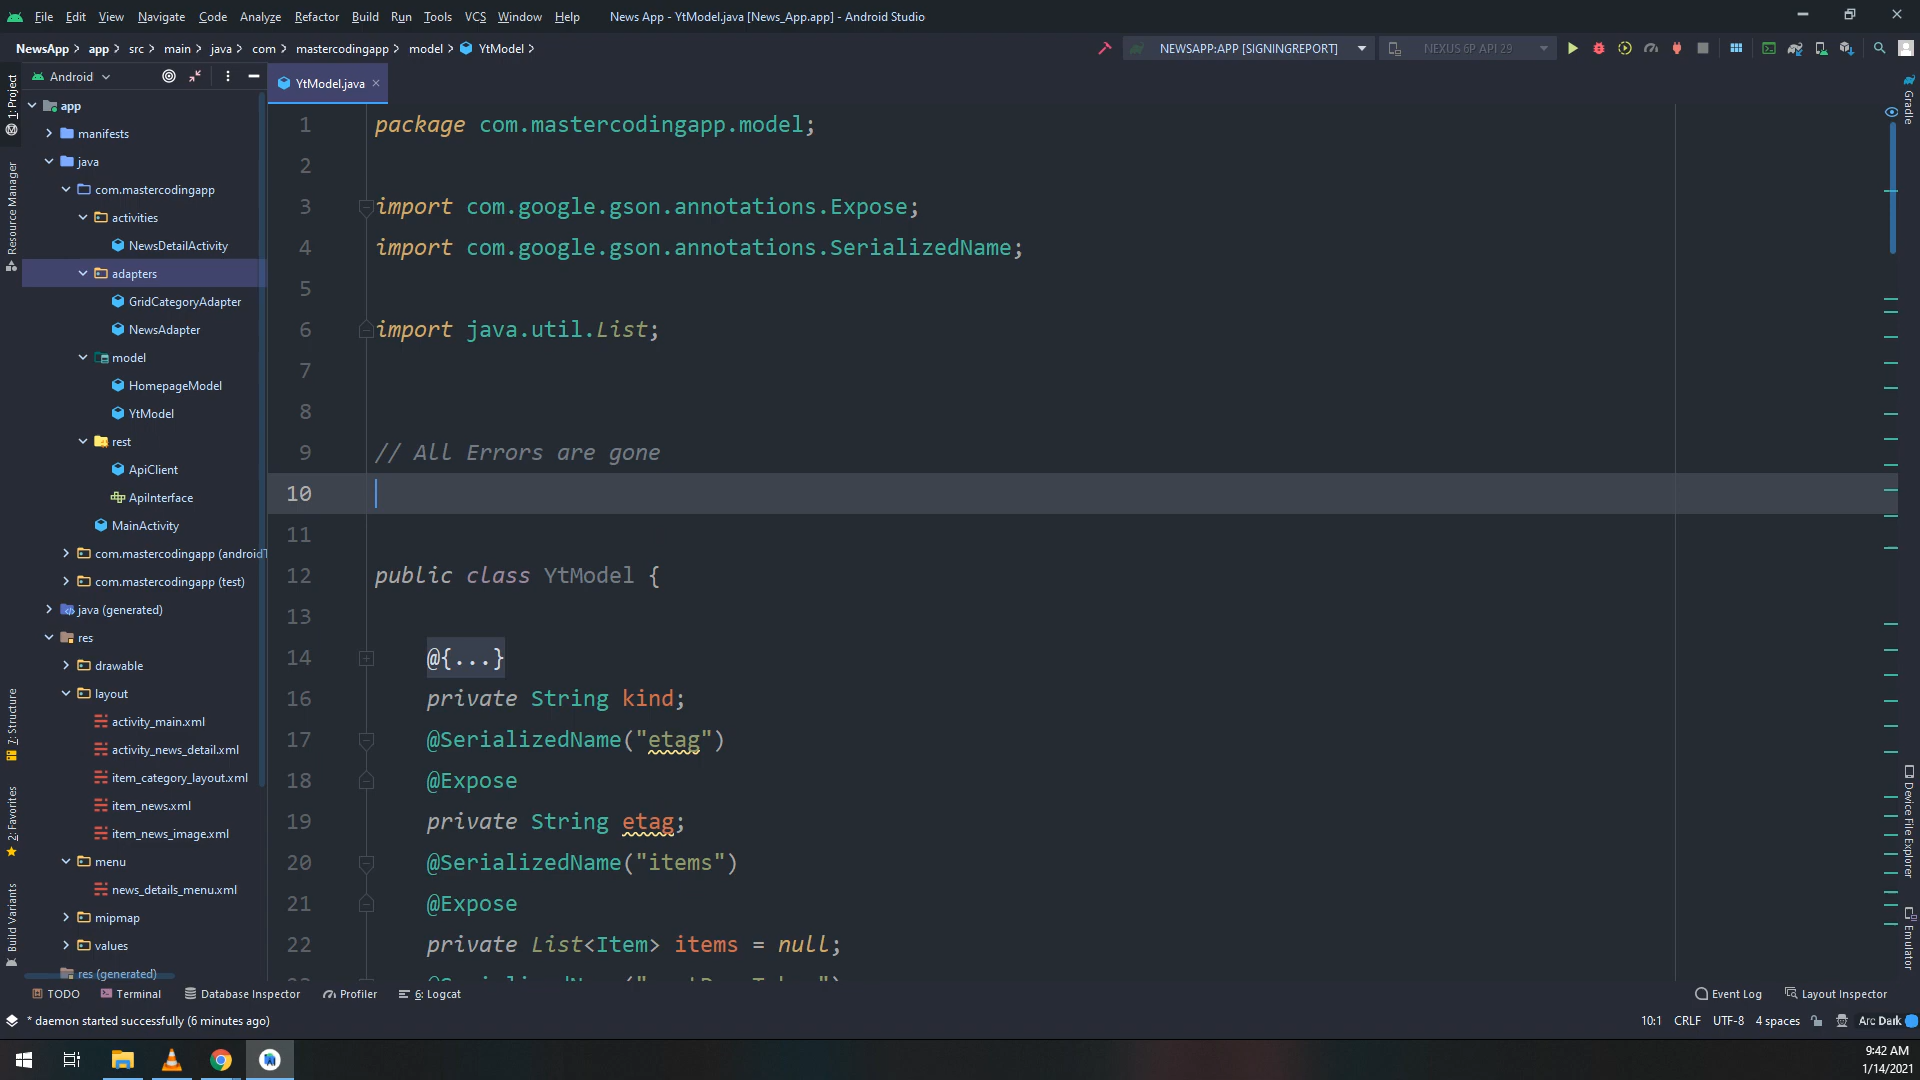 File Edit View Navigate Code Analyze Refactor Build Run Tools VCS Window Help News App - YtModel.java [News_App.app] - Android Studio
NewsApp app src main java com mastercodingapp model YtModel
NEWSAPP:APP [SIGNINGREPORT] NEXUS 6P API 29
Android
YtModel.java
1: Project
Resource Manager
7: Structure
2: Favorites
Build Variants
app
manifests
java
com.mastercodingapp
activities
NewsDetailActivity
adapters
GridCategoryAdapter
NewsAdapter
model
HomepageModel
YtModel
rest
ApiClient
ApiInterface
MainActivity
com.mastercodingapp (androidT
com.mastercodingapp (test)
java (generated)
res
drawable
layout
activity_main.xml
activity_news_detail.xml
item_category_layout.xml
item_news.xml
item_news_image.xml
menu
news_details_menu.xml
mipmap
values
res (generated)
1 package com.mastercodingapp.model;
2
3 import com.google.gson.annotations.Expose;
4 import com.google.gson.annotations.SerializedName;
5
6 import java.util.List;
7
8
9 // All Errors are gone
10
11
12 public class YtModel {
13
14 @{...}
16 private String kind;
17 @SerializedName("etag")
18 @Expose
19 private String etag;
20 @SerializedName("items")
21 @Expose
22 private List<Item> items = null;
Gradle
Device File Explorer
Emulator
TODO Terminal Database Inspector Profiler 6: Logcat Event Log Layout Inspector
* daemon started successfully (6 minutes ago) 10:1 CRLF UTF-8 4 spaces Arc Dark
9:42 AM
1/14/2021